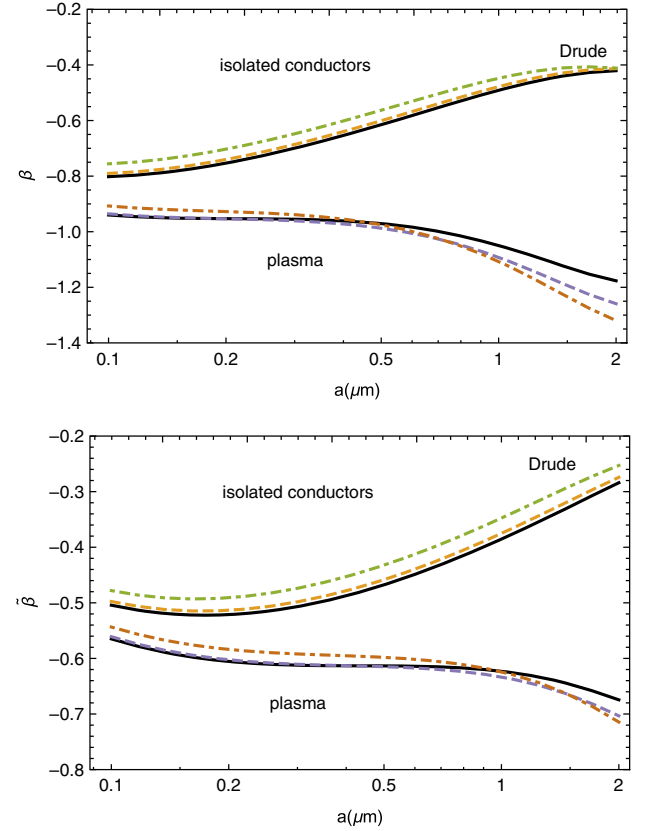 −0.2
Drude
isolated conductors
−0.4
−0.6
−0.8
β
−1.0
plasma
−1.2
−1.4
0.1 0.2 0.5 1 2
a(μm)
−0.2
Drude
isolated conductors
−0.3
−0.4
−0.5
β̃
−0.6
plasma
−0.7
−0.8
0.1 0.2 0.5 1 2
a(μm)